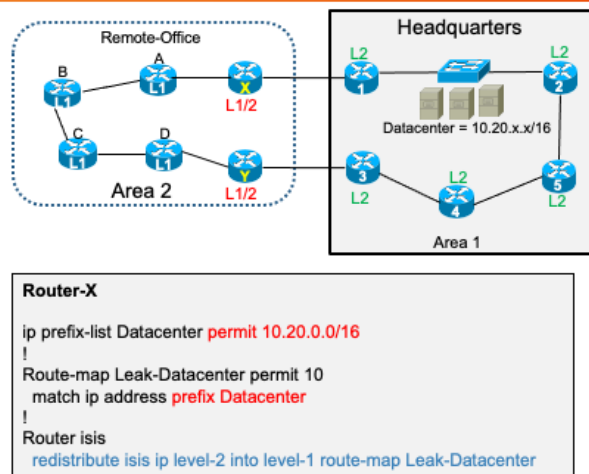 Remote-Office
Headquarters
A
B
L1
L1
X
L1/2
C
L1
D
L1
Y
L1/2
Area 2
L2
1
L2
2
Datacenter = 10.20.x.x/16
3
L2
L2
4
5
L2
Area 1
Router-X
ip prefix-list Datacenter permit 10.20.0.0/16
!
Route-map Leak-Datacenter permit 10
match ip address prefix Datacenter
!
Router isis
redistribute isis ip level-2 into level-1 route-map Leak-Datacenter